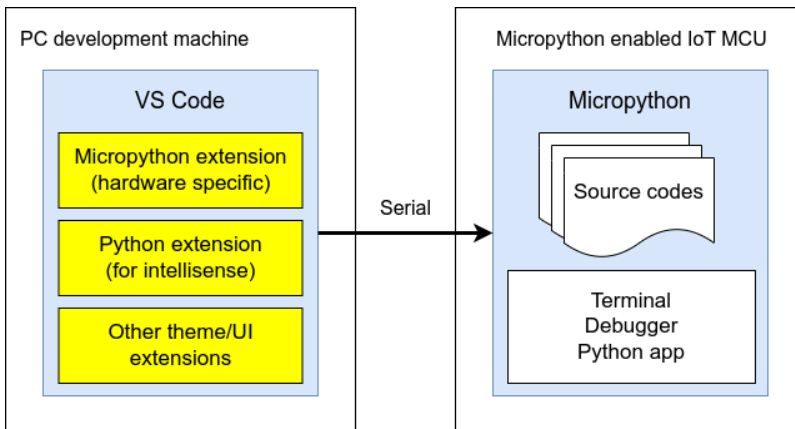 PC development machine
VS Code
Micropython extension
(hardware specific)
Python extension
(for intellisense)
Other theme/UI
extensions
Serial
Micropython enabled IoT MCU
Micropython
Source codes
Terminal
Debugger
Python app